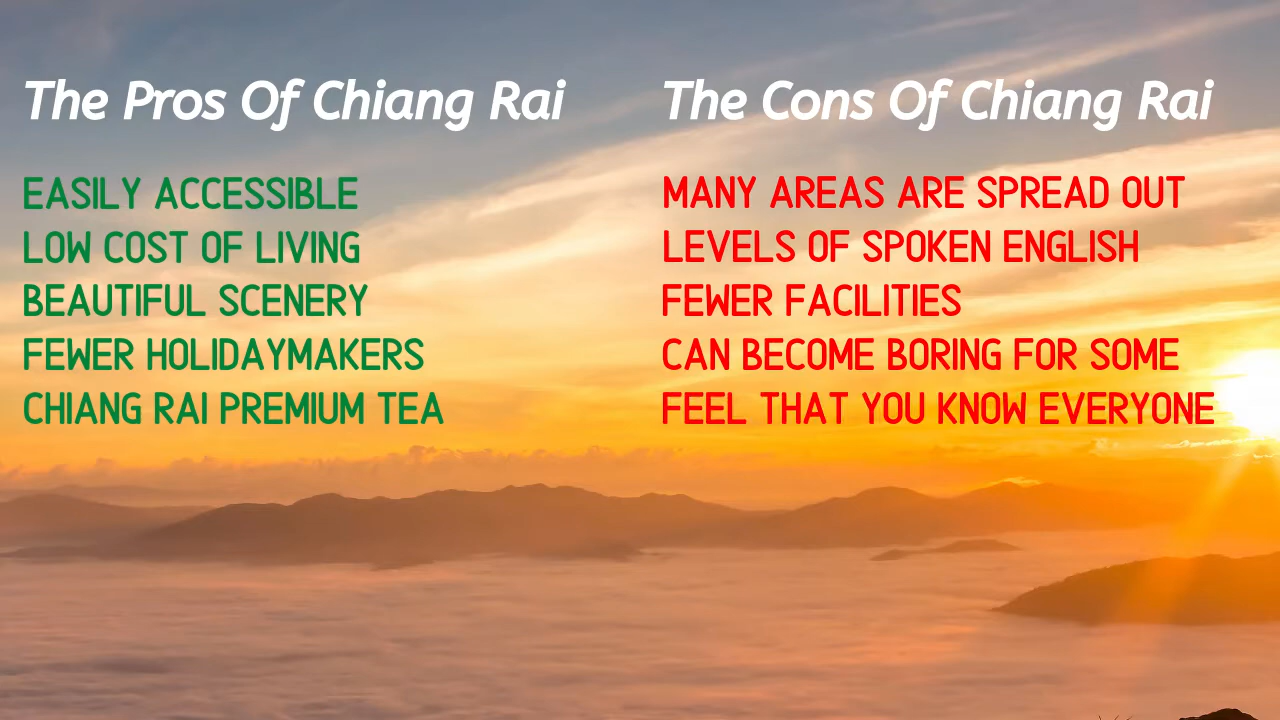 The Pros Of Chiang Rai
EASILY ACCESSIBLE
LOW COST OF LIVING
BEAUTIFUL SCENERY
FEWER HOLIDAYMAKERS
CHIANG RAI PREMIUM TEA
The Cons Of Chiang Rai
MANY AREAS ARE SPREAD OUT
LEVELS OF SPOKEN ENGLISH
FEWER FACILITIES
CAN BECOME BORING FOR SOME
FEEL THAT YOU KNOW EVERYONE